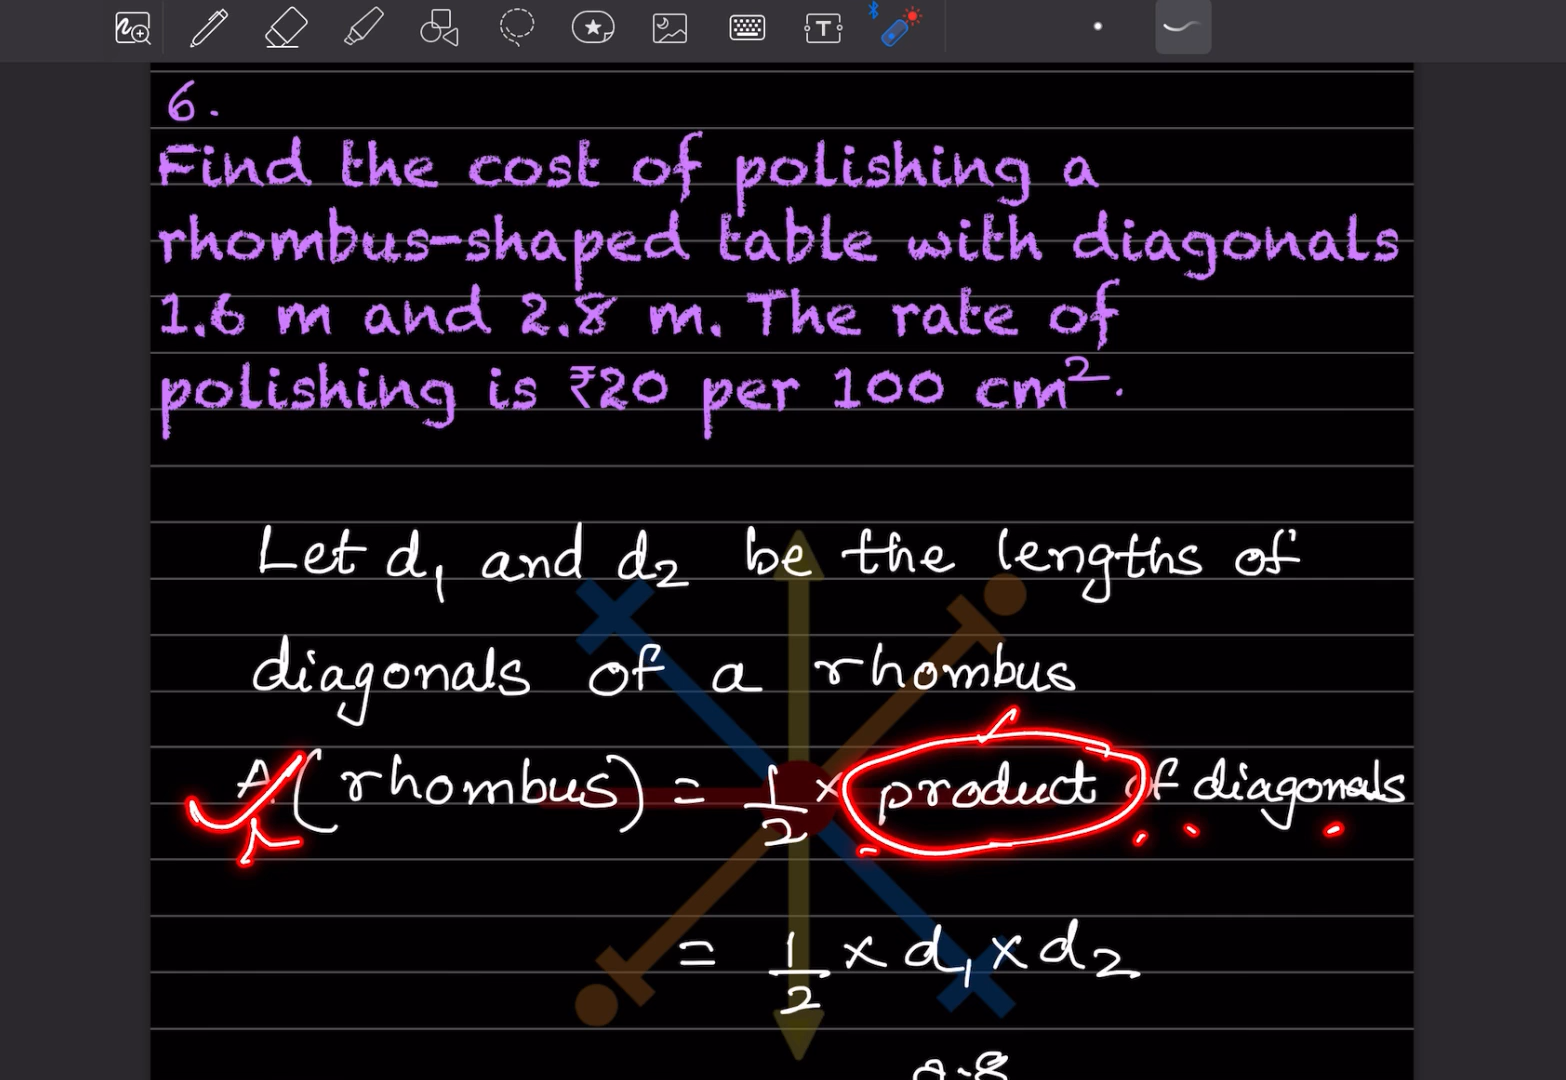 6.
Find the cost of polishing a
rhombus-shaped table with diagonals
1.6 m and 2.8 m. The rate of
polishing is ₹20 per 100 cm².
Let d₁ and d₂ be the lengths of
diagonals of a rhombus
A(rhombus) = 1/2 × product of diagonals
= 1/2 × d₁ × d₂
0.8